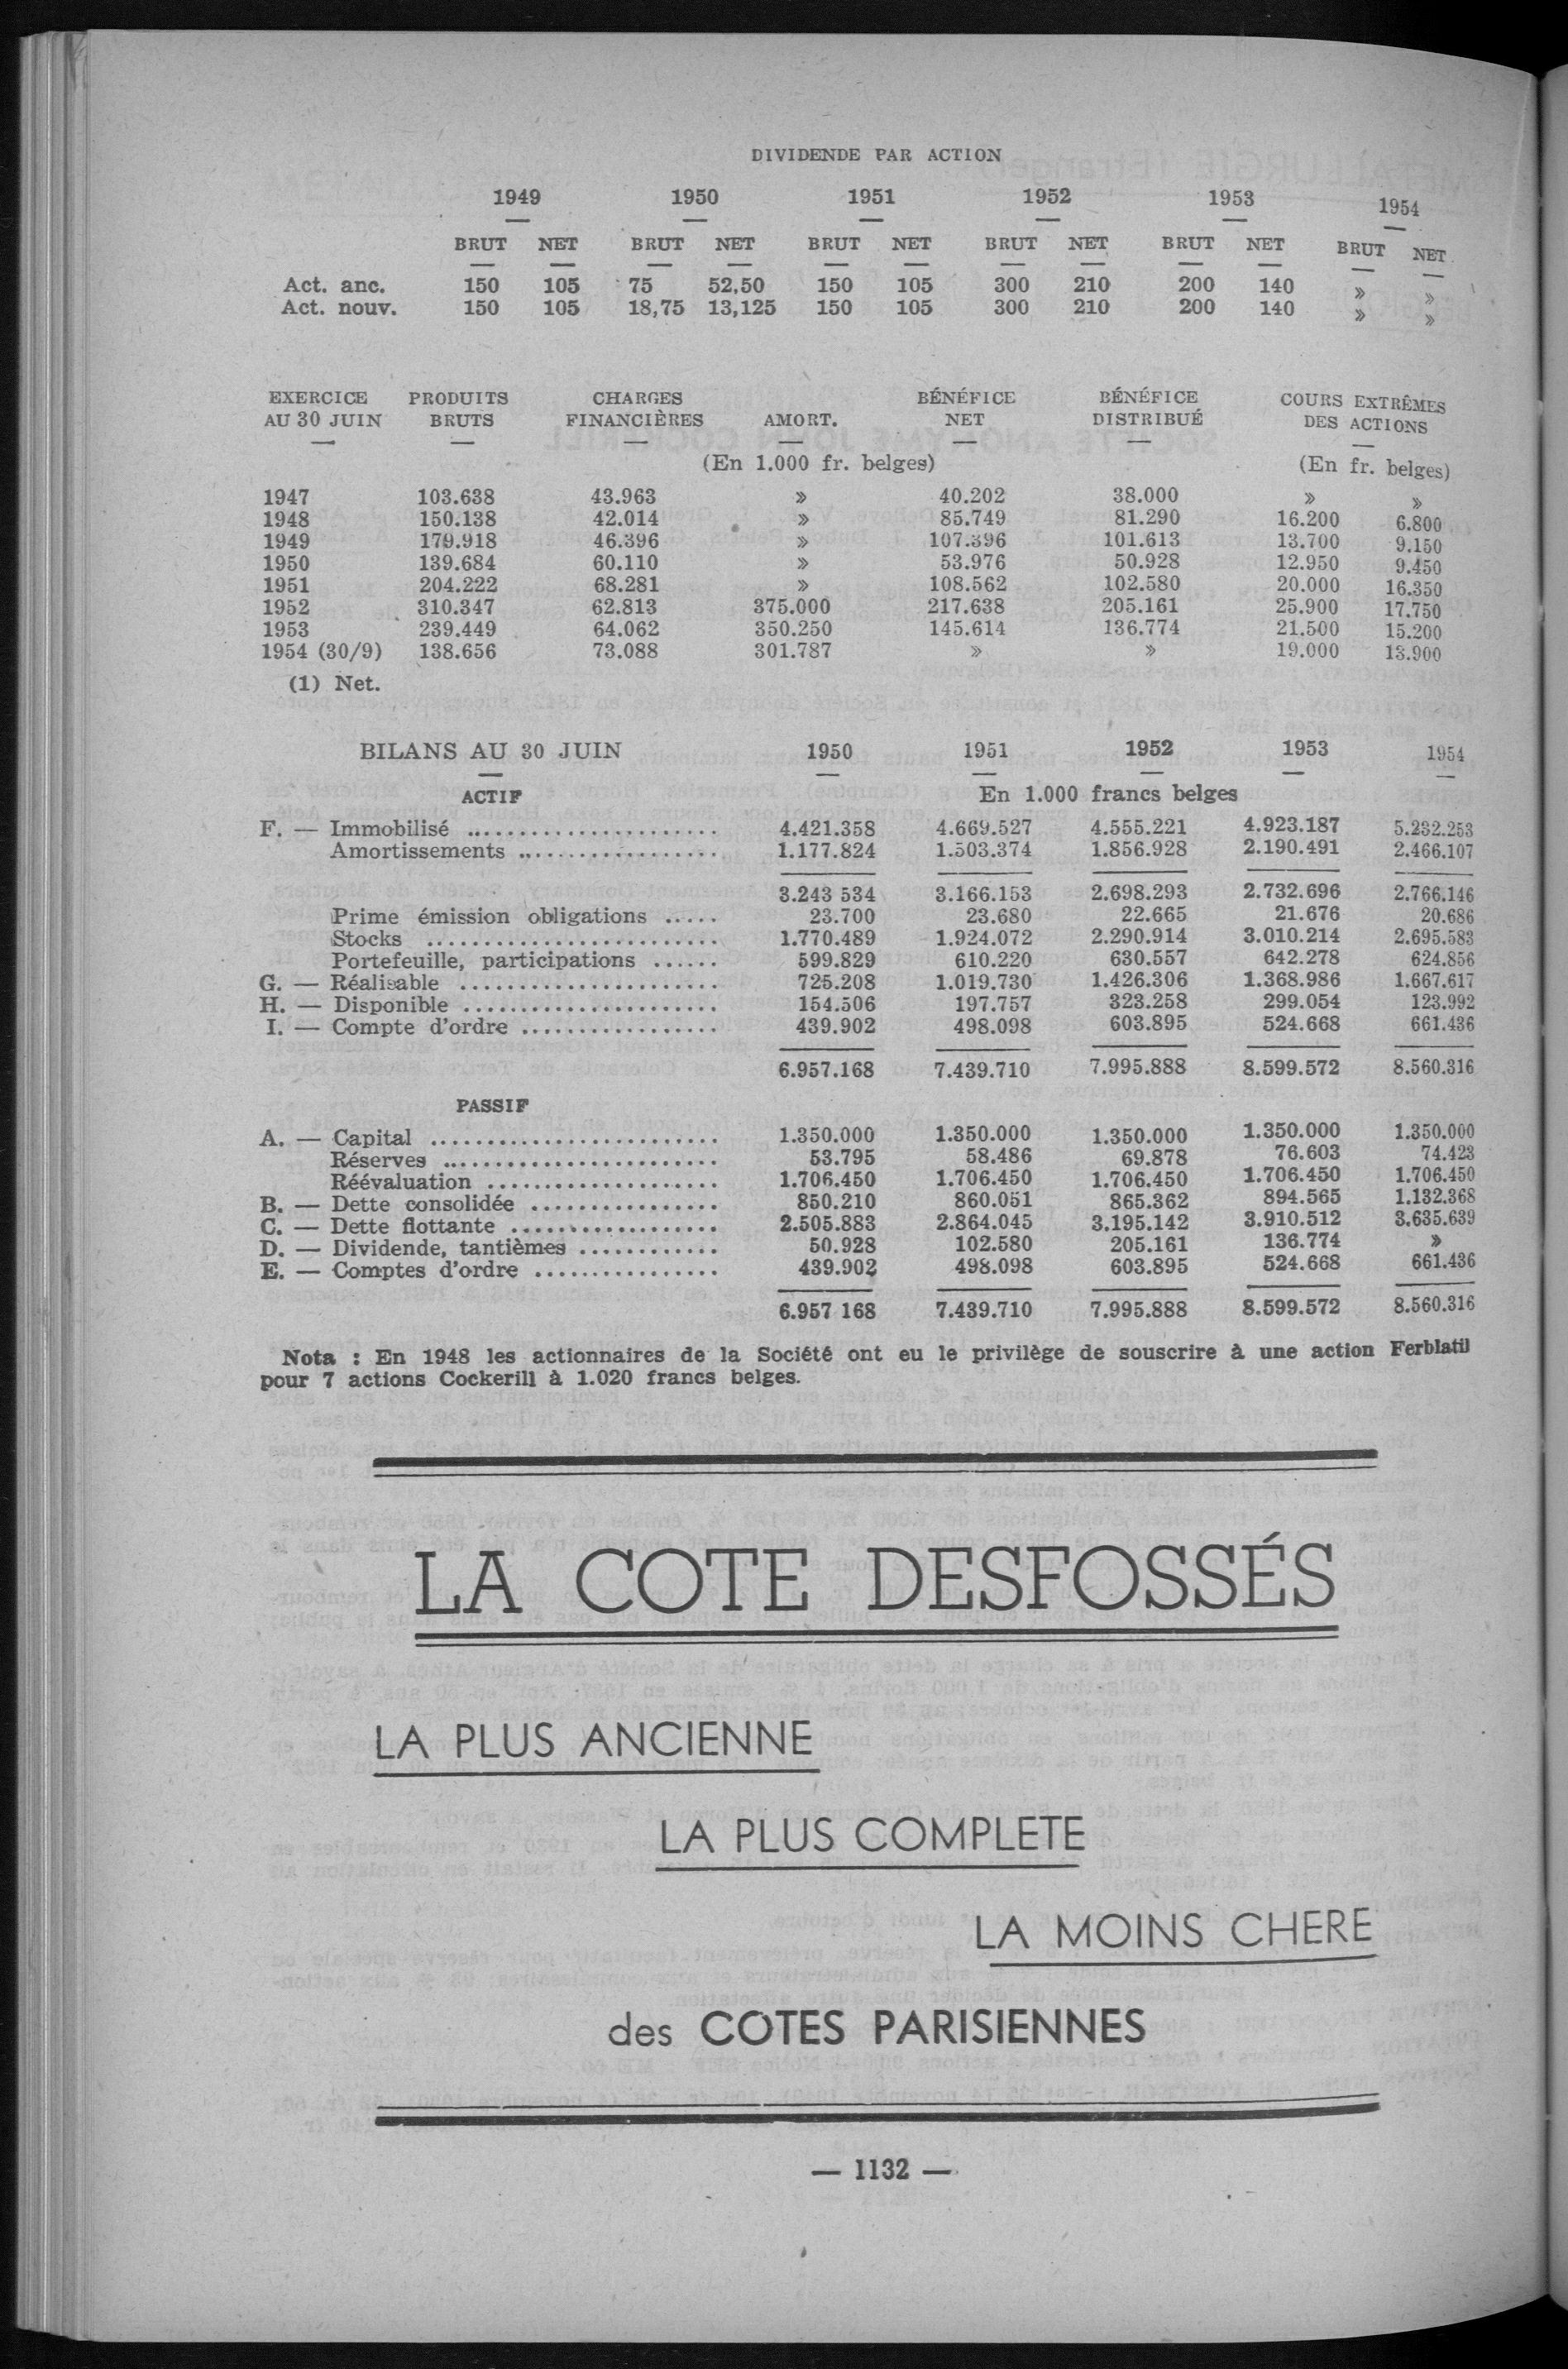 DIVIDENDE PAR ACTION
1949 1950 1951 1952 1953 1954
BRUT NET BRUT NET BRUT NET BRUT NET BRUT NET BRUT NET
Act. anc. 150 105 75 52,50 150 105 300 210 200 140 » »
Act. nouv. 150 105 18,75 13,125 150 105 300 210 200 140 » »
EXERCICE PRODUITS CHARGES BÉNÉFICE BÉNÉFICE COURS EXTRÊMES
AU 30 JUIN BRUTS FINANCIÈRES AMORT. NET DISTRIBUÉ DES ACTIONS
(En 1.000 fr. belges) (En fr. belges)
1947 103.638 43.963 » 40.202 38.000 » »
1948 150.138 42.014 » 85.749 81.290 16.200 6.800
1949 179.918 46.396 » 107.396 101.613 13.700 9.150
1950 139.684 60.110 » 53.976 50.928 12.950 9.450
1951 204.222 68.281 » 108.562 102.580 20.000 16.350
1952 310.347 62.813 375.000 217.638 205.161 25.900 17.750
1953 239.449 64.062 350.250 145.614 136.774 21.500 15.200
1954 (30/9) 138.656 73.088 301.787 » » 19.000 13.900
(1) Net.
BILANS AU 30 JUIN 1950 1951 1952 1953 1954
ACTIF En 1.000 francs belges
F. — Immobilisé ...................... 4.421.358 4.669.527 4.555.221 4.923.187 5.232.253
Amortissements .................. 1.177.824 1.503.374 1.856.928 2.190.491 2.466.107
3.243 534 3.166.153 2.698.293 2.732.696 2.766.146
Prime émission obligations ..... 23.700 23.680 22.665 21.676 20.686
Stocks ......................... 1.770.489 1.924.072 2.290.914 3.010.214 2.695.583
Portefeuille, participations ...... 599.829 610.220 630.557 642.278 624.856
G. — Réalisable ...................... 725.208 1.019.730 1.426.306 1.368.986 1.667.617
H. — Disponible ...................... 154.506 197.757 323.258 299.054 123.992
I. — Compte d'ordre ................. 439.902 498.098 603.895 524.668 661.436
6.957.168 7.439.710 7.995.888 8.599.572 8.560.316
PASSIF
A. — Capital ......................... 1.350.000 1.350.000 1.350.000 1.350.000 1.350.000
Réserves ........................ 53.795 58.486 69.878 76.603 74.423
Réévaluation .................... 1.706.450 1.706.450 1.706.450 1.706.450 1.706.450
B. — Dette consolidée ................ 850.210 860.051 865.362 894.565 1.132.368
C. — Dette flottante .................. 2.505.883 2.864.045 3.195.142 3.910.512 3.635.639
D. — Dividende, tantièmes ............ 50.928 102.580 205.161 136.774 »
E. — Comptes d'ordre ................ 439.902 498.098 603.895 524.668 661.436
6.957 168 7.439.710 7.995.888 8.599.572 8.560.316
Nota : En 1948 les actionnaires de la Société ont eu le privilège de souscrire à une action Ferblatil
pour 7 actions Cockerill à 1.020 francs belges.
LA COTE DESFOSSÉS
LA PLUS ANCIENNE
LA PLUS COMPLETE
LA MOINS CHERE
des COTES PARISIENNES
— 1132 —